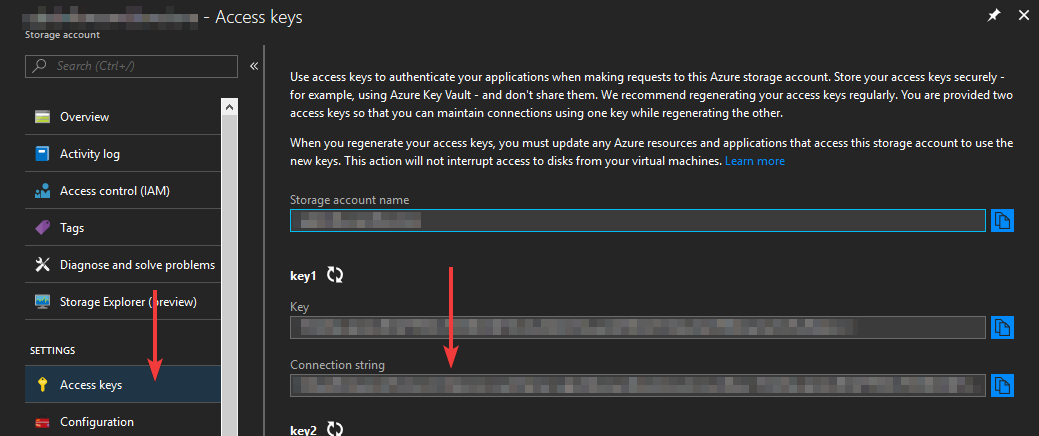 - Access keys
Storage account
Search (Ctrl+/)
Overview
Activity log
Access control (IAM)
Tags
Diagnose and solve problems
Storage Explorer (preview)
SETTINGS
Access keys
Configuration
Use access keys to authenticate your applications when making requests to this Azure storage account. Store your access keys securely -
for example, using Azure Key Vault - and don't share them. We recommend regenerating your access keys regularly. You are provided two
access keys so that you can maintain connections using one key while regenerating the other.
When you regenerate your access keys, you must update any Azure resources and applications that access this storage account to use the
new keys. This action will not interrupt access to disks from your virtual machines. Learn more
Storage account name
key1
Key
Connection string
key2